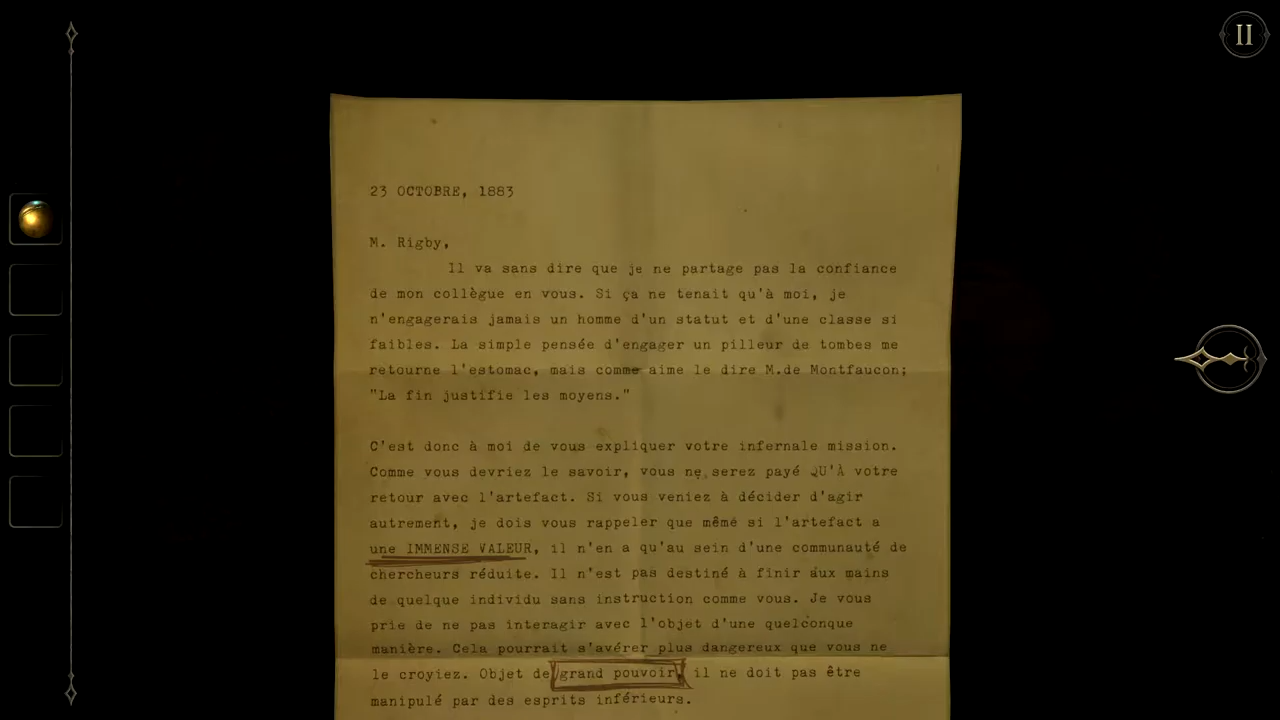 II
23 OCTOBRE, 1883
M. Rigby,
Il va sans dire que je ne partage pas la confiance
de mon collègue en vous. Si ça ne tenait qu'à moi, je
n'engagerais jamais un homme d'un statut et d'une classe si
faibles. La simple pensée d'engager un pilleur de tombes me
retourne l'estomac, mais comme aime le dire M.de Montfaucon;
"La fin justifie les moyens."
C'est donc à moi de vous expliquer votre infernale mission.
Comme vous devriez le savoir, vous ne serez payé QU'À votre
retour avec l'artefact. Si vous veniez à décider d'agir
autrement, je dois vous rappeler que mêmé si l'artefact a
une IMMENSE VALEUR, il n'en a qu'au sein d'une communauté de
chercheurs réduite. Il n'est pas destiné à finir aux mains
de quelque individu sans instruction comme vous. Je vous
prie de ne pas interagir avec l'objet d'une quelconque
manière. Cela pourrait s'avérer plus dangereux que vous ne
le croyiez. Objet de grand pouvoir, il ne doit pas être
manipulé par des esprits inférieurs.